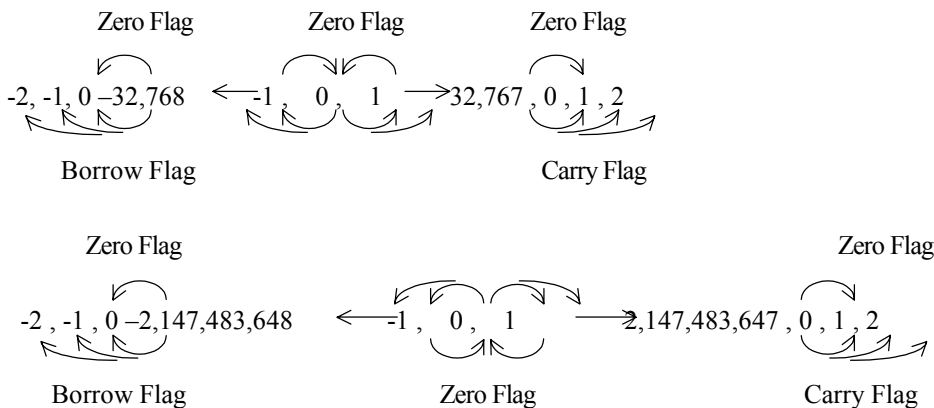 Zero Flag Zero Flag Zero Flag
-2, -1, 0 –32,768 -1 , 0 , 1 32,767 , 0 , 1 , 2
Borrow Flag Carry Flag
Zero Flag Zero Flag
-2 , -1 , 0 –2,147,483,648 -1 , 0 , 1 2,147,483,647 , 0 , 1 , 2
Borrow Flag Zero Flag Carry Flag